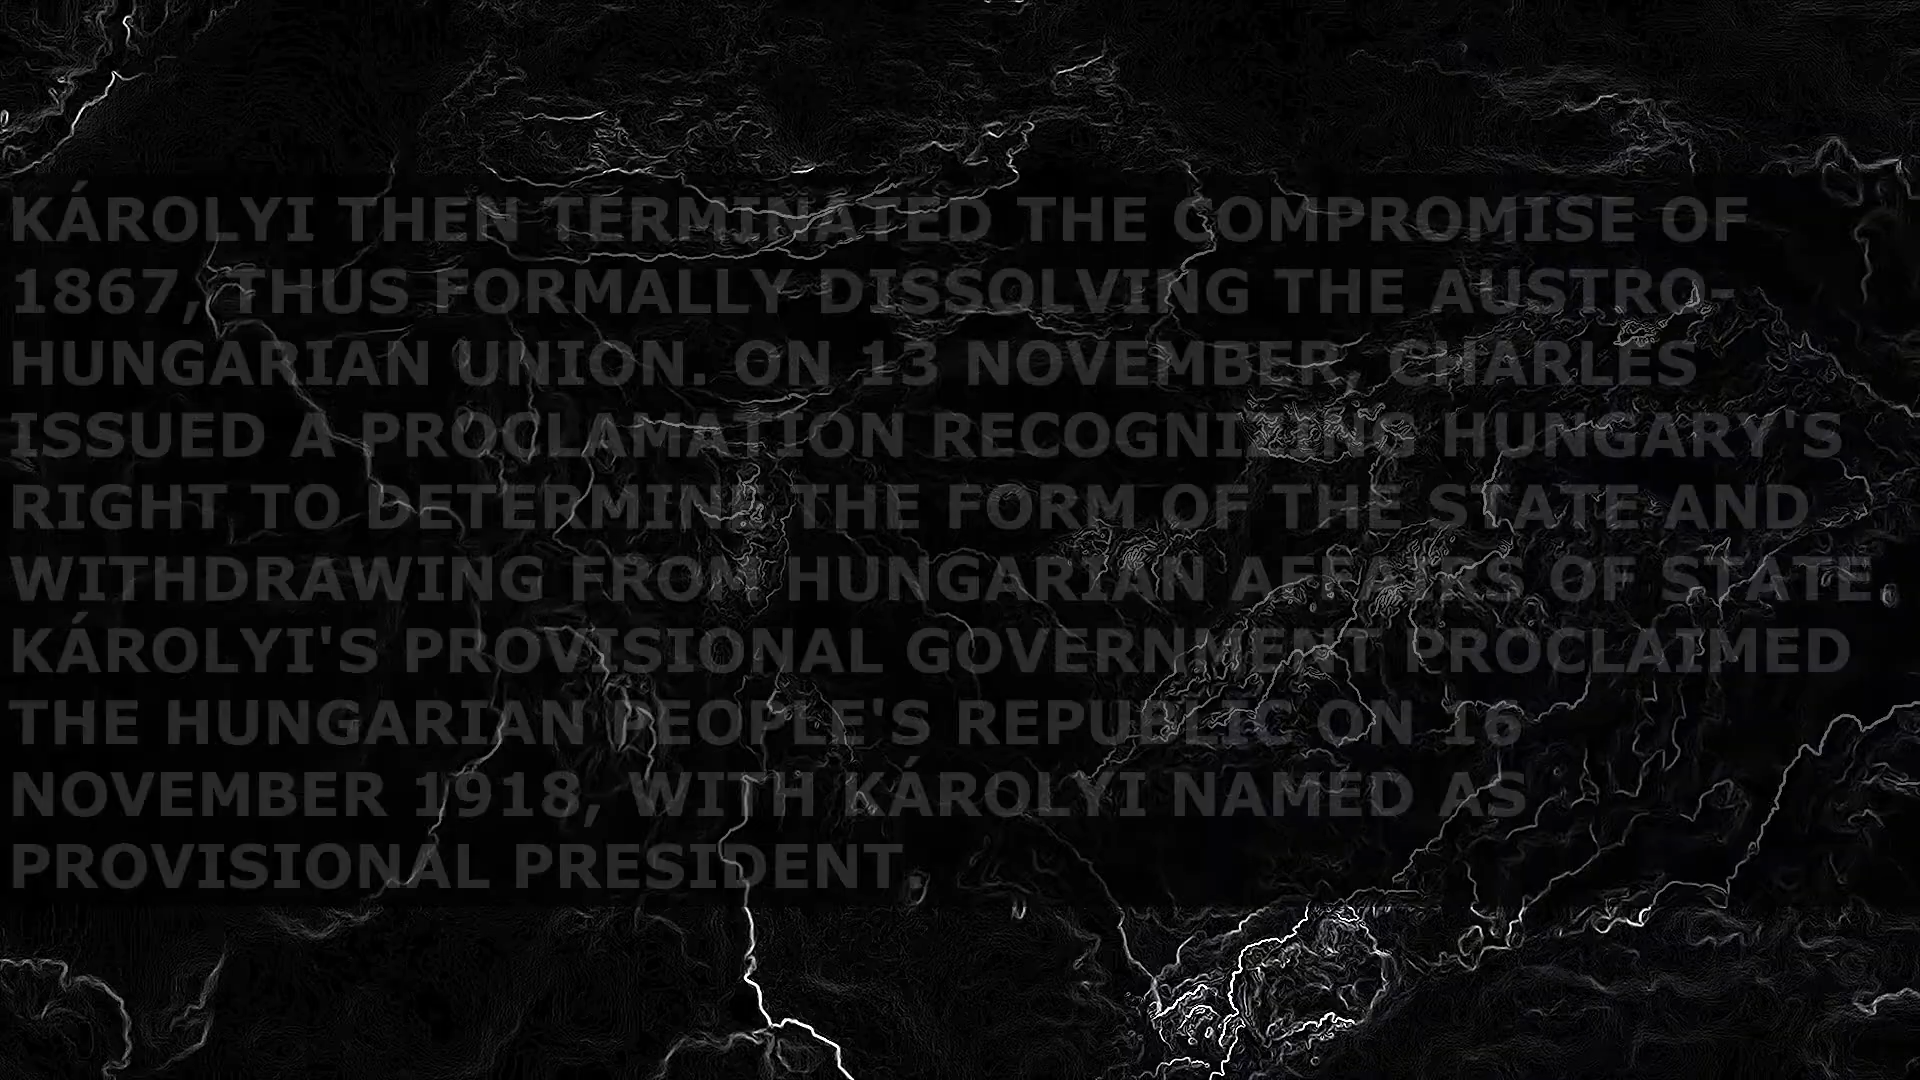 KÁROLYI THEN TERMINATED THE COMPROMISE OF
1867, THUS FORMALLY DISSOLVING THE AUSTRO-
HUNGARIAN UNION. ON 13 NOVEMBER, CHARLES
ISSUED A PROCLAMATION RECOGNIZING HUNGARY'S
RIGHT TO DETERMINE THE FORM OF THE STATE AND
WITHDRAWING FROM HUNGARIAN AFFAIRS OF STATE.
KÁROLYI'S PROVISIONAL GOVERNMENT PROCLAIMED
THE HUNGARIAN PEOPLE'S REPUBLIC ON 16
NOVEMBER 1918, WITH KÁROLYI NAMED AS
PROVISIONAL PRESIDENT.